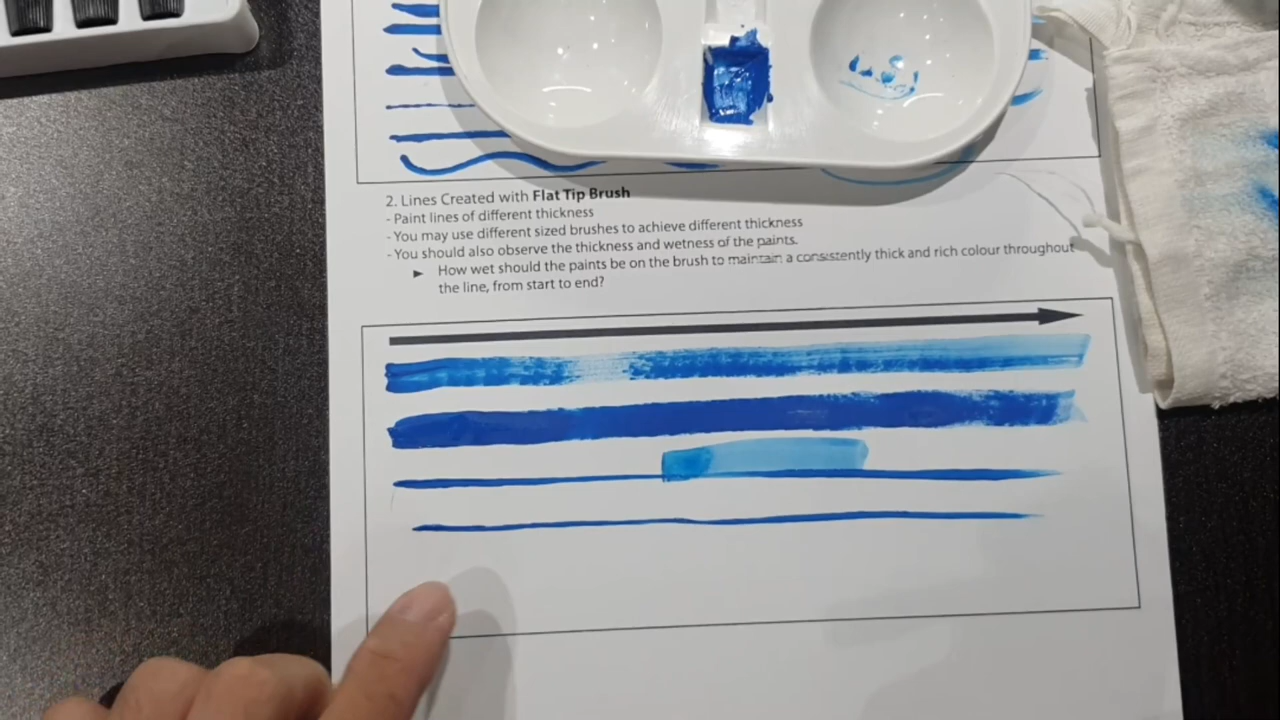 2. Lines Created with Flat Tip Brush
- Paint lines of different thickness
- You may use different sized brushes to achieve different thickness
- You should also observe the thickness and wetness of the paints.
► How wet should the paints be on the brush to maintain a consistently thick and rich colour throughout
the line, from start to end?